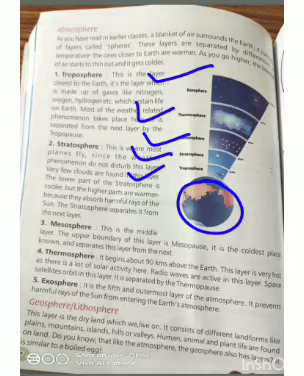 Atmosphere
As you have read in earlier classes, a blanket of air surrounds the Earth, it
of layers called 'spheres'. These layers are separated by
temperature- the ones closer to Earth are warmer. As you go higher, the
of air starts to thin out and it gets colder.
1. Troposphere : This is the layer
closest to the Earth. It's the layer which
is made up of gases like nitrogen,
oxygen, hydrogen etc. which sustain life
on Earth. Most of the weather related
phenomenon takes place here. It is
separated from the next layer by the
Tropopause.
2. Stratosphere : This is where most
planes fly, since the
phenomenon do not disturb this layer.
Very few clouds are found
The lower part of the Stratosphere is
cooler, but the higher parts are warmer-
because they absorb harmful rays of the
Sun. The Stratosphere separates it from
the next layer.
Exosphere
Thermosphere
Mesosphere
Stratosphere
Troposphere
3. Mesosphere : This is the middle
layer. The upper boundary of this layer is Mesopause, it is the coldest place
known, and separates this layer from the next.
4. Thermosphere : It begins about 90 kms above the Earth. This layer is very hot
as there is a lot of solar activity here. Radio waves are active in this layer. Space
satellites orbit in this layer. It is separated by the Thermopause.
5. Exosphere : It is the fifth and outermost layer of the atmosphere. It prevents
harmful rays of the Sun from entering the Earth's atmosphere.
Geosphere/Lithosphere
This layer is the dry land which we live on. It consists of different landforms like
plains, mountains, islands, hills or valleys. Human, animal and plant life are found
on land. Do you know, that like the atmosphere, the geosphere also has layers? It
is similar to a boiled egg!